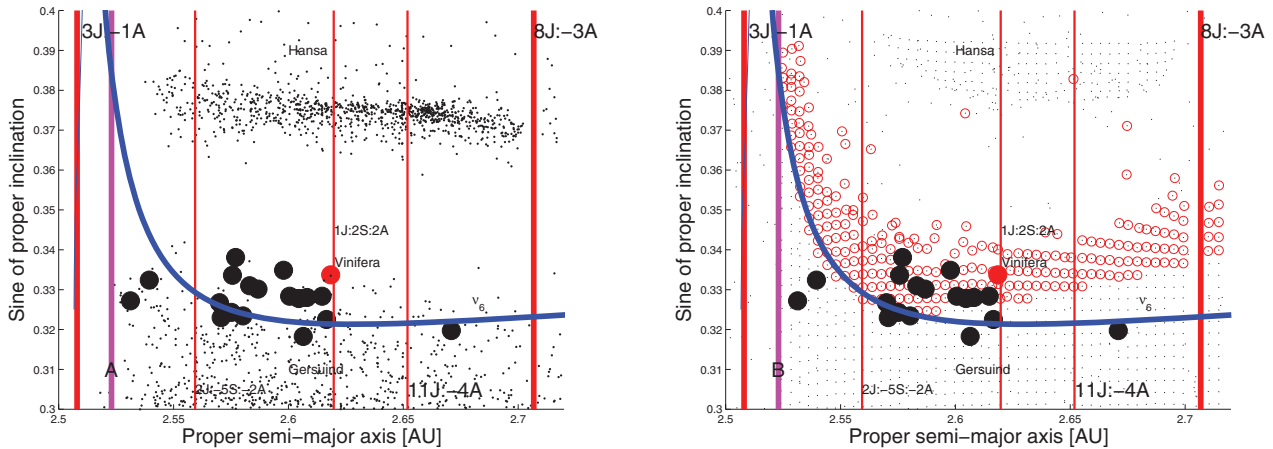 0.4
0.39
0.38
0.37
0.36
0.35
0.34
0.33
0.32
0.31
0.3
Sine of proper inclination
3J:-1A
8J:-3A
Hansa
1J:2S:2A
Vinifera
ν6
A
Gersuind
2J:-5S:-2A
11J:-4A
2.5
2.55
2.6
2.65
2.7
Proper semi-major axis [AU]
0.4
0.39
0.38
0.37
0.36
0.35
0.34
0.33
0.32
0.31
0.3
Sine of proper inclination
3J:-1A
8J:-3A
Hansa
1J:2S:2A
Vinifera
ν6
B
Gersuind
2J:-5S:-2A
11J:-4A
2.5
2.55
2.6
2.65
2.7
Proper semi-major axis [AU]